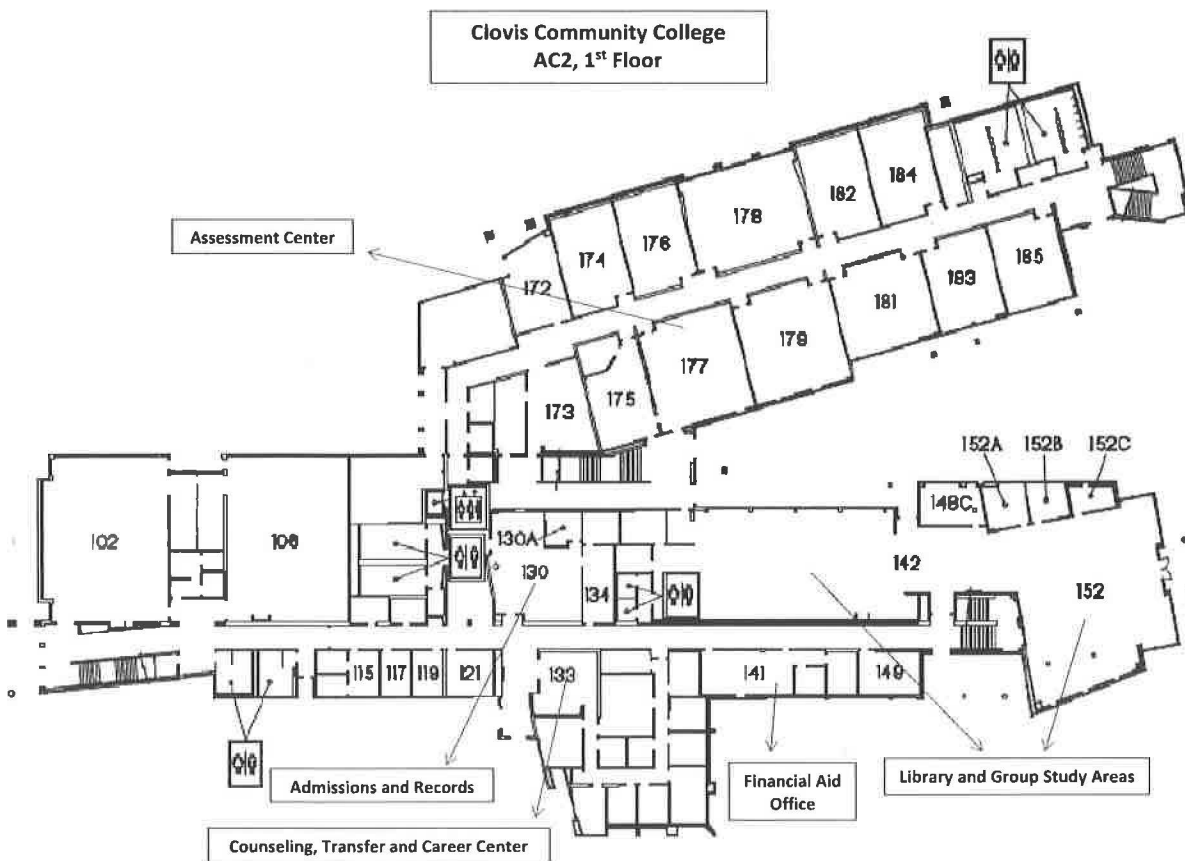 Clovis Community College
AC2, 1st Floor
184
182
178
176
174
172
Assessment Center
185
183
181
179
177
175
173
152A
152B
152C
148C
102
106
130A
130
134
142
152
115
117
119
121
133
141
149
Admissions and Records
Financial Aid
Office
Library and Group Study Areas
Counseling, Transfer and Career Center